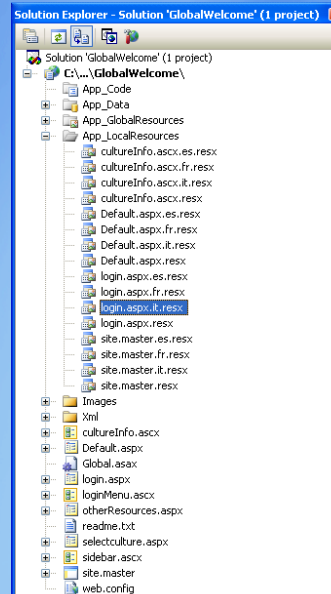 Solution Explorer - Solution 'GlobalWelcome' (1 project)
Solution 'GlobalWelcome' (1 project)
C:\...\GlobalWelcome\
App_Code
App_Data
App_GlobalResources
App_LocalResources
cultureInfo.ascx.es.resx
cultureInfo.ascx.fr.resx
cultureInfo.ascx.it.resx
cultureInfo.ascx.resx
Default.aspx.es.resx
Default.aspx.fr.resx
Default.aspx.it.resx
Default.aspx.resx
login.aspx.es.resx
login.aspx.fr.resx
login.aspx.it.resx
login.aspx.resx
site.master.es.resx
site.master.fr.resx
site.master.it.resx
site.master.resx
Images
Xml
cultureInfo.ascx
Default.aspx
Global.asax
login.aspx
loginMenu.ascx
otherResources.aspx
readme.txt
selectculture.aspx
sidebar.ascx
site.master
web.config